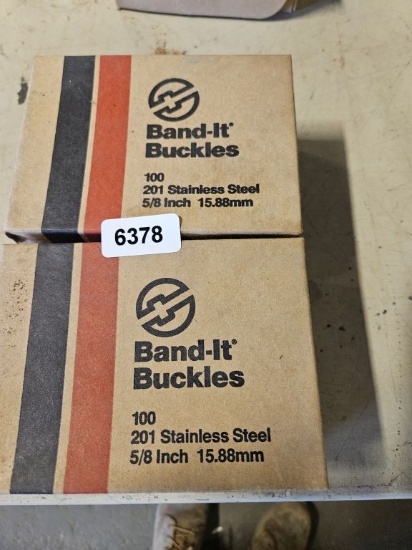 Band-It®
Buckles
100
201 Stainless Steel
5/8 Inch 15.88mm
6378
Band-It®
Buckles
100
201 Stainless Steel
5/8 Inch 15.88mm